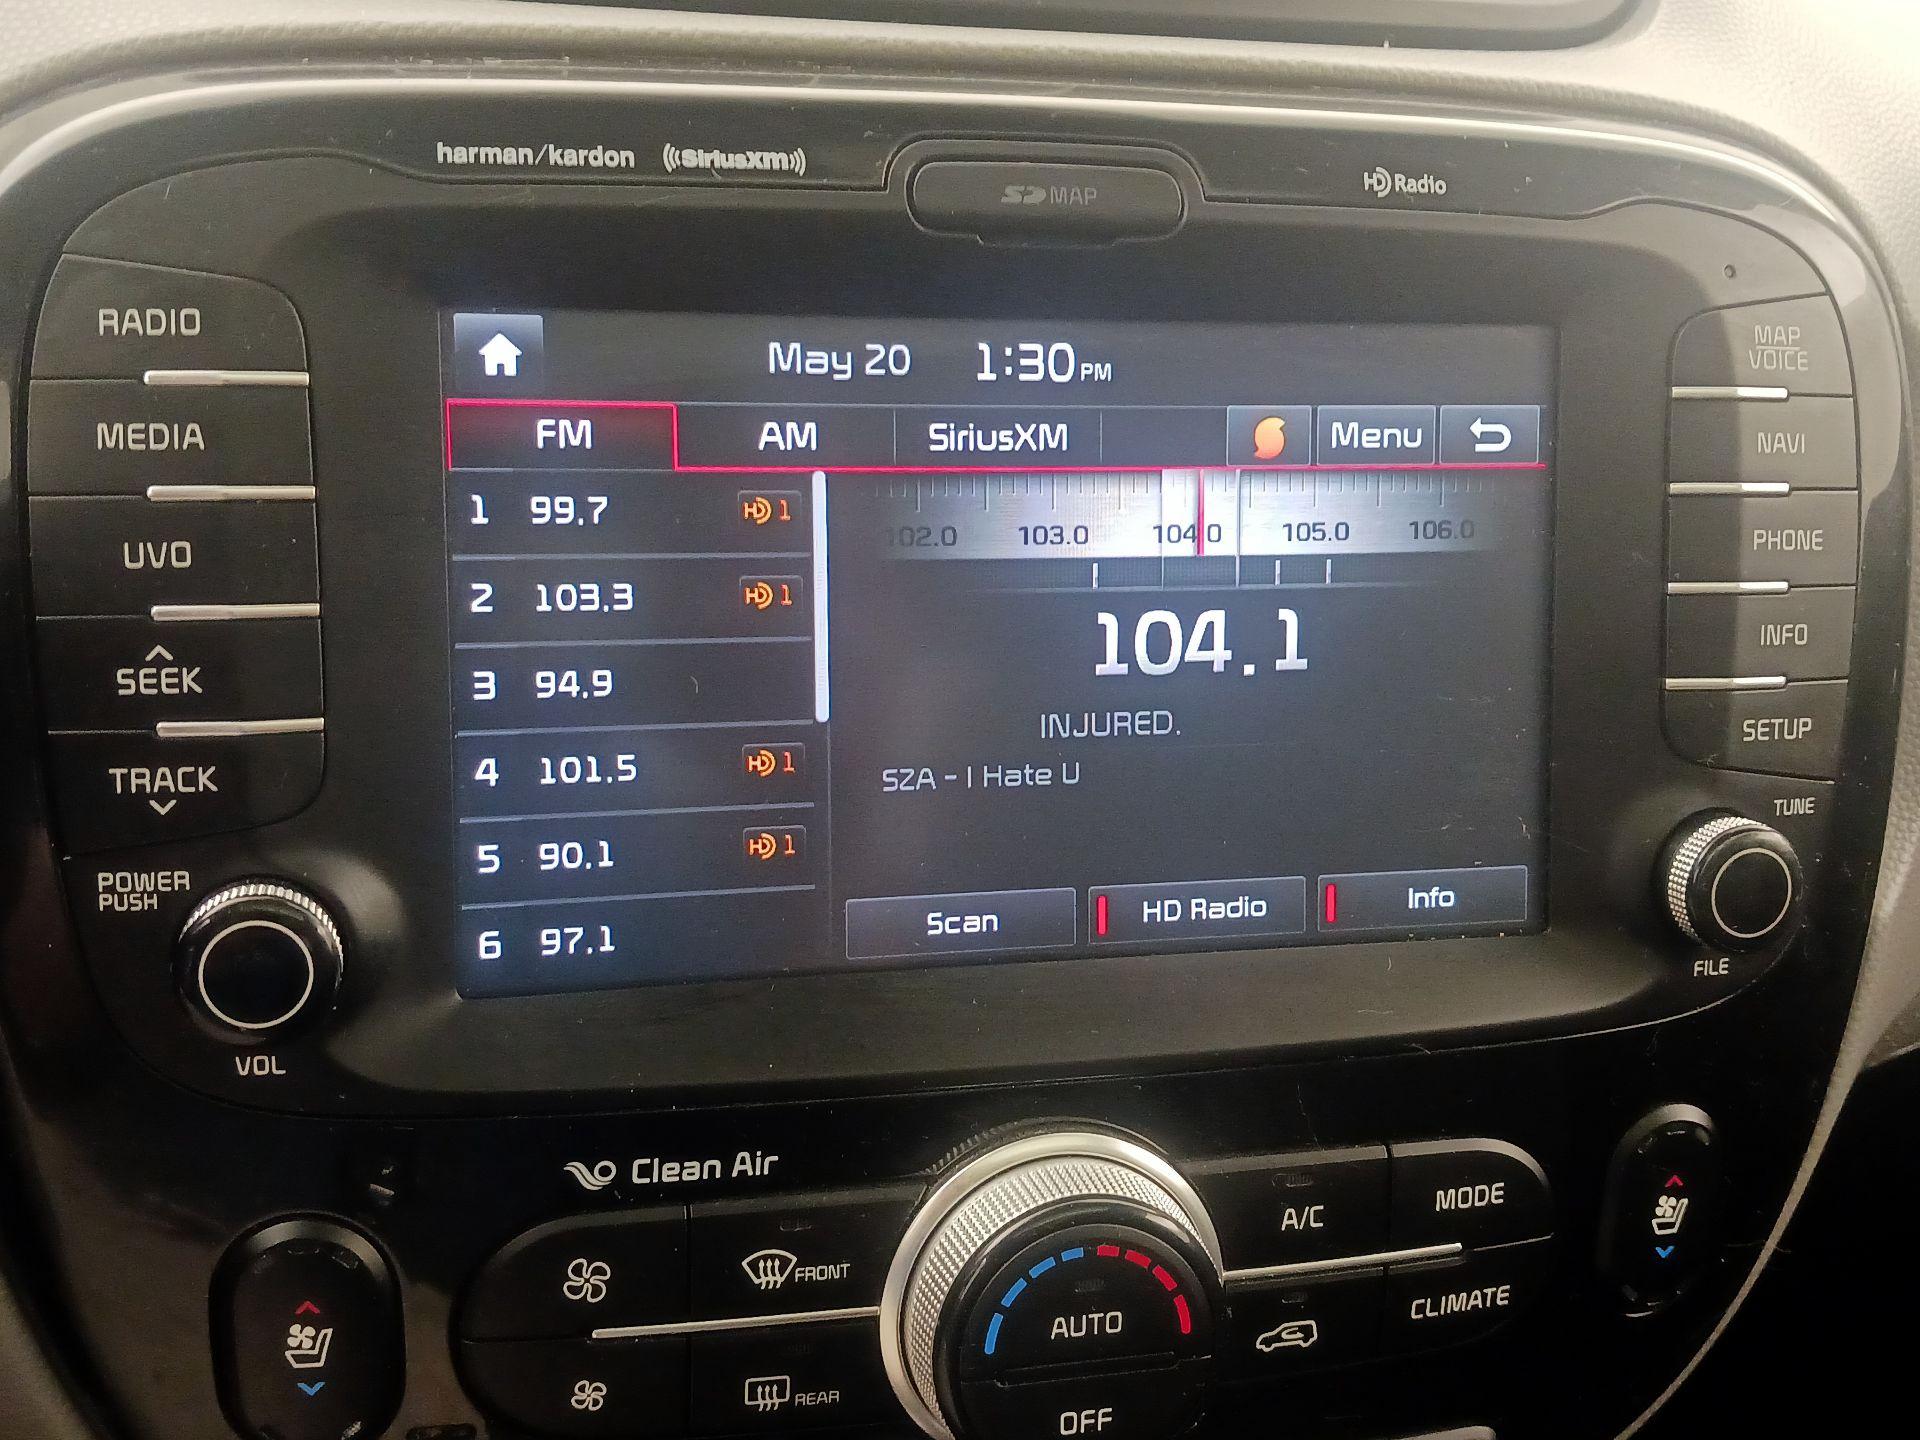 harman/kardon ((SiriusXM)) SD MAP HD Radio
RADIO
MEDIA
UVO
SEEK
TRACK
POWER
PUSH
VOL
May 20 1:30 PM
FM AM SiriusXM Menu
1 99.7 HD 1
2 103.3 HD 1
3 94.9
4 101.5 HD 1
5 90.1 HD 1
6 97.1
102.0 103.0 104.0 105.0 106.0
104.1
INJURED.
SZA - I Hate U
Scan HD Radio Info
MAP
VOICE
NAVI
PHONE
INFO
SETUP
TUNE
FILE
Clean Air
FRONT
REAR
AUTO
OFF
A/C
MODE
CLIMATE